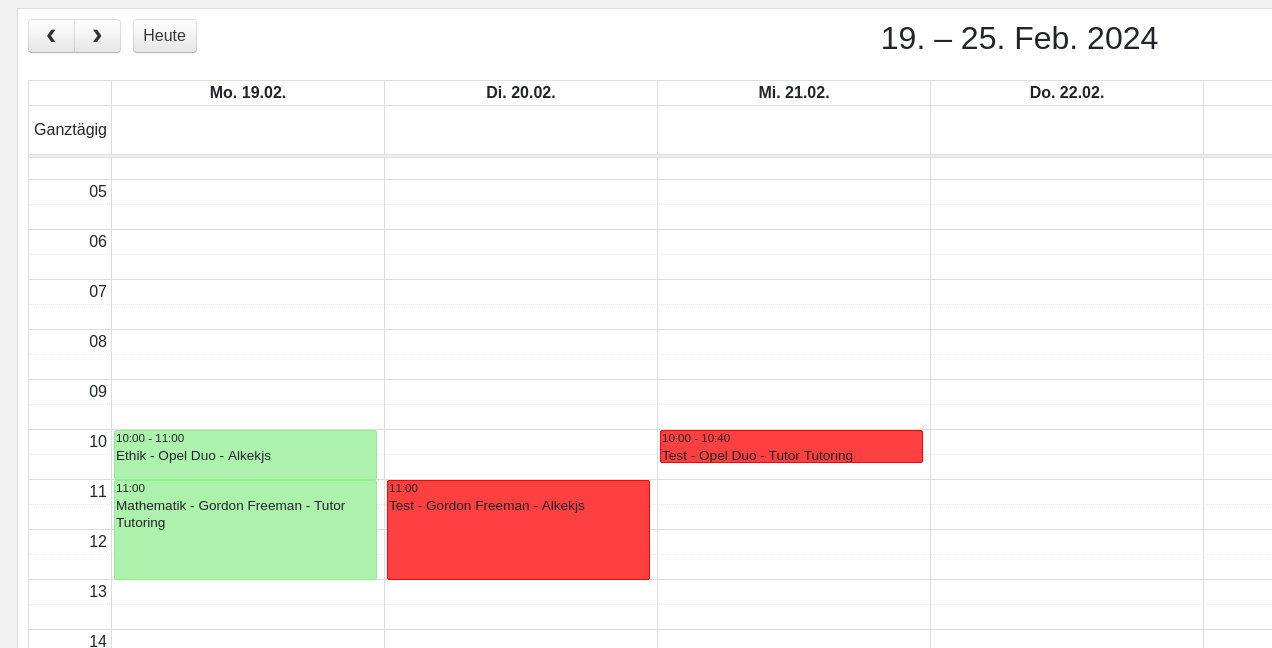 Heute
19. – 25. Feb. 2024
Mo. 19.02.
Di. 20.02.
Mi. 21.02.
Do. 22.02.
Ganztägig
05
06
07
08
09
10
10:00 - 11:00
Ethik - Opel Duo - Alkekjs
10:00 - 10:40
Test - Opel Duo - Tutor Tutoring
11
11:00
Mathematik - Gordon Freeman - Tutor
Tutoring
11:00
Test - Gordon Freeman - Alkekjs
12
13
14